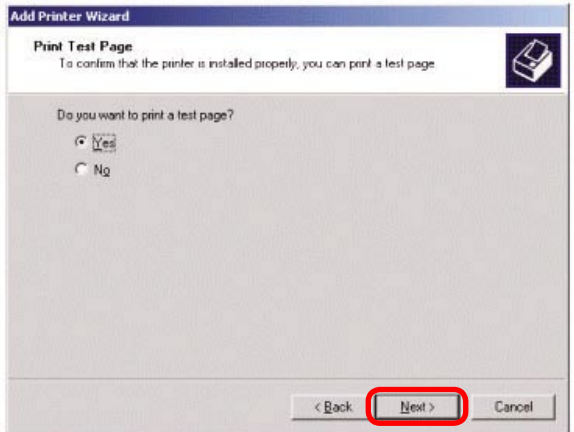 Add Printer Wizard
Print Test Page
To confirm that the printer is installed properly, you can print a test page
Do you want to print a test page?
Yes
No
< Back
Next >
Cancel